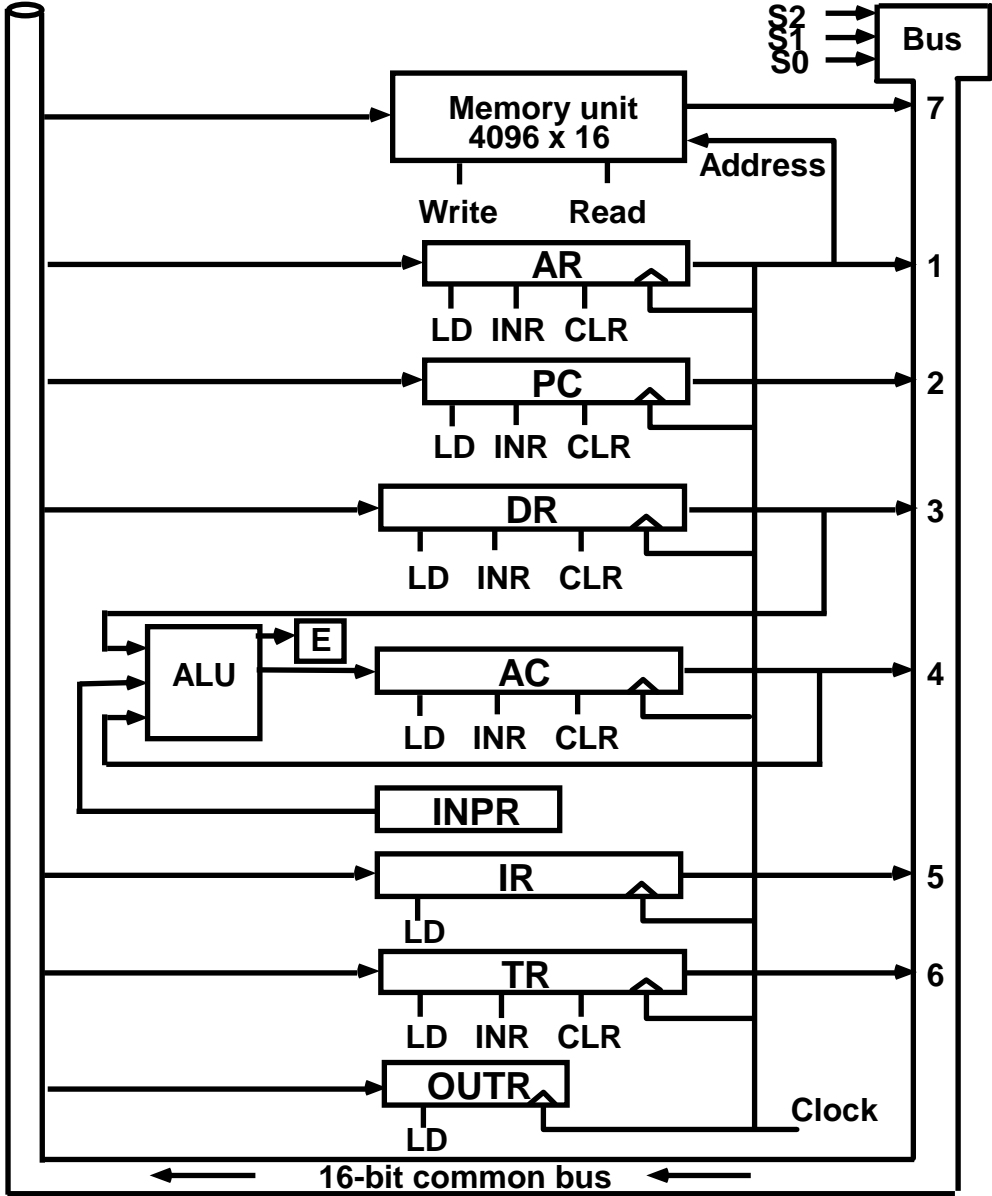 S2
S1
S0
Bus
Memory unit
4096 x 16
7
Address
Write Read
AR
1
LD INR CLR
PC
2
LD INR CLR
DR
3
LD INR CLR
E
ALU
AC
4
LD INR CLR
INPR
IR
5
LD
TR
6
LD INR CLR
OUTR
Clock
LD
16-bit common bus